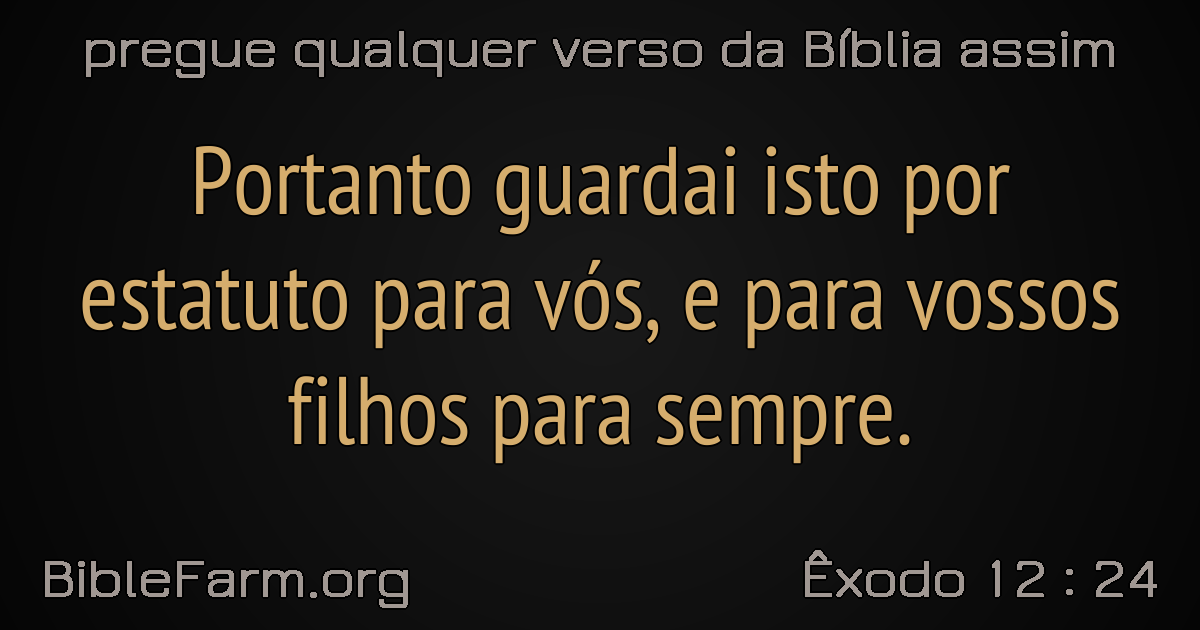 pregue qualquer verso da Bíblia assim
Portanto guardai isto por
estatuto para vós, e para vossos
filhos para sempre.
BibleFarm.org
Êxodo 12 : 24